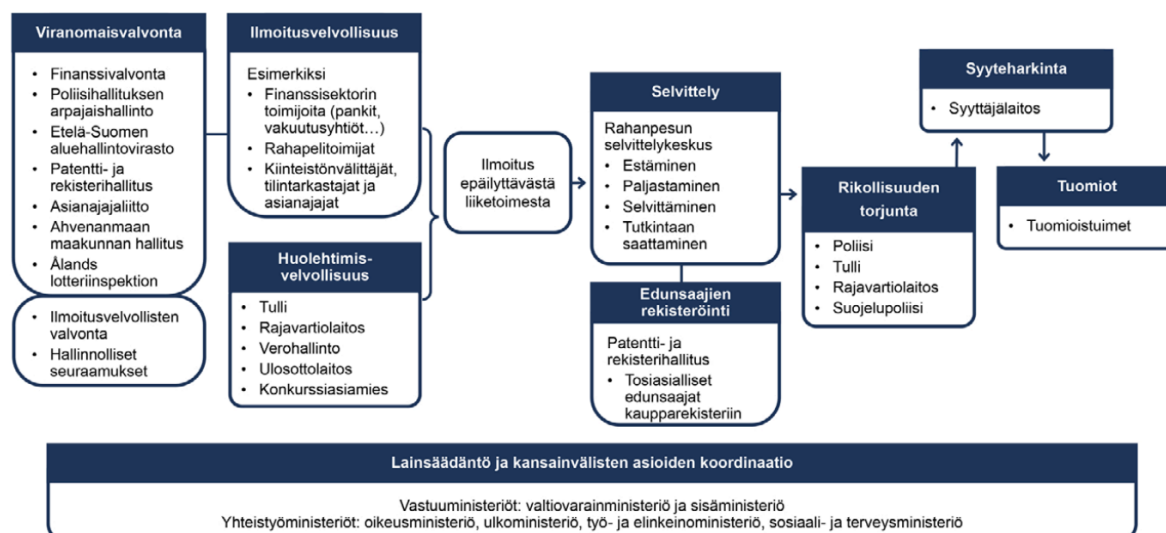 Viranomaisvalvonta
• Finanssivalvonta
• Poliisihallituksen
arpajaishallinto
• Etelä-Suomen
aluehallintovirasto
• Patentti- ja
rekisterihallitus
• Asianajajaliitto
• Ahvenanmaan
maakunnan hallitus
• Ålands
lotteriinspektion
• Ilmoitusvelvollisten
valvonta
• Hallinnolliset
seuraamukset
Ilmoitusvelvollisuus
Esimerkiksi
• Finanssisektorin
toimijoita (pankit,
vakuutusyhtiöt…)
• Rahapelitoimijat
• Kiinteistönvälittäjät,
tilintarkastajat ja
asianajajat
Huolehtimis-
velvollisuus
• Tulli
• Rajavartiolaitos
• Verohallinto
• Ulosottolaitos
• Konkurssiasiamies
Ilmoitus
epäilyttävästä
liiketoimesta
Selvittely
Rahanpesun
selvittelykeskus
• Estäminen
• Paljastaminen
• Selvittäminen
• Tutkintaan
saattaminen
Edunsaajien
rekisteröinti
Patentti- ja
rekisterihallitus
• Tosiasialliset
edunsaajat
kaupparekisteriin
Rikollisuuden
torjunta
• Poliisi
• Tulli
• Rajavartiolaitos
• Suojelupoliisi
Syyteharkinta
• Syyttäjälaitos
Tuomiot
• Tuomioistuimet
Lainsäädäntö ja kansainvälisten asioiden koordinaatio
Vastuuministeriöt: valtiovarainministeriö ja sisäministeriö
Yhteistyöministeriöt: oikeusministeriö, ulkoministeriö, työ- ja elinkeinoministeriö, sosiaali- ja terveysministeriö